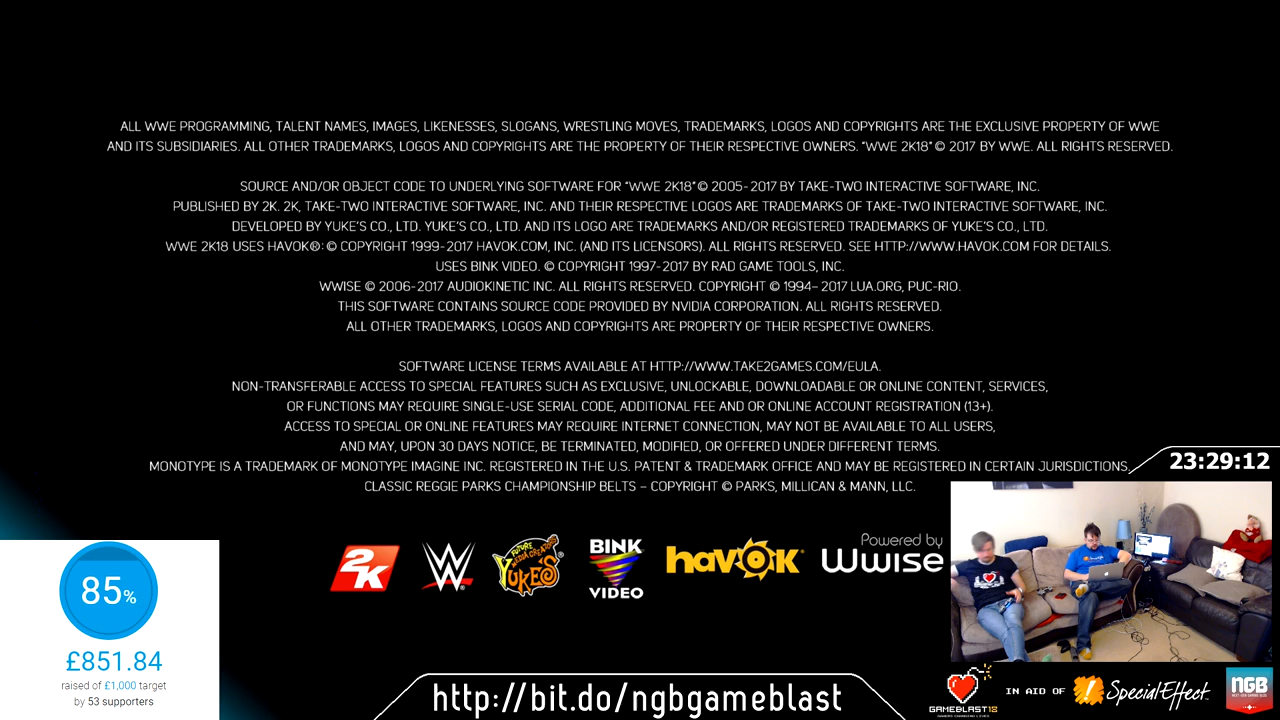 ALL WWE PROGRAMMING, TALENT NAMES, IMAGES, LIKENESSES, SLOGANS, WRESTLING MOVES, TRADEMARKS, LOGOS AND COPYRIGHTS ARE THE EXCLUSIVE PROPERTY OF WWE
AND ITS SUBSIDIARIES. ALL OTHER TRADEMARKS, LOGOS AND COPYRIGHTS ARE THE PROPERTY OF THEIR RESPECTIVE OWNERS. "WWE 2K18" © 2017 BY WWE. ALL RIGHTS RESERVED.
SOURCE AND/OR OBJECT CODE TO UNDERLYING SOFTWARE FOR "WWE 2K18" © 2005-2017 BY TAKE-TWO INTERACTIVE SOFTWARE, INC.
PUBLISHED BY 2K. 2K, TAKE-TWO INTERACTIVE SOFTWARE, INC. AND THEIR RESPECTIVE LOGOS ARE TRADEMARKS OF TAKE-TWO INTERACTIVE SOFTWARE, INC.
DEVELOPED BY YUKE'S CO., LTD. YUKE'S CO., LTD. AND ITS LOGO ARE TRADEMARKS AND/OR REGISTERED TRADEMARKS OF YUKE'S CO., LTD.
WWE 2K18 USES HAVOK®: © COPYRIGHT 1999-2017 HAVOK.COM, INC. (AND ITS LICENSORS). ALL RIGHTS RESERVED. SEE HTTP://WWW.HAVOK.COM FOR DETAILS.
USES BINK VIDEO. © COPYRIGHT 1997-2017 BY RAD GAME TOOLS, INC.
WWISE © 2006-2017 AUDIOKINETIC INC. ALL RIGHTS RESERVED. COPYRIGHT © 1994– 2017 LUA.ORG, PUC-RIO.
THIS SOFTWARE CONTAINS SOURCE CODE PROVIDED BY NVIDIA CORPORATION. ALL RIGHTS RESERVED.
ALL OTHER TRADEMARKS, LOGOS AND COPYRIGHTS ARE PROPERTY OF THEIR RESPECTIVE OWNERS.
SOFTWARE LICENSE TERMS AVAILABLE AT HTTP://WWW.TAKE2GAMES.COM/EULA.
NON-TRANSFERABLE ACCESS TO SPECIAL FEATURES SUCH AS EXCLUSIVE, UNLOCKABLE, DOWNLOADABLE OR ONLINE CONTENT, SERVICES,
OR FUNCTIONS MAY REQUIRE SINGLE-USE SERIAL CODE, ADDITIONAL FEE AND OR ONLINE ACCOUNT REGISTRATION (13+).
ACCESS TO SPECIAL OR ONLINE FEATURES MAY REQUIRE INTERNET CONNECTION, MAY NOT BE AVAILABLE TO ALL USERS,
AND MAY, UPON 30 DAYS NOTICE, BE TERMINATED, MODIFIED, OR OFFERED UNDER DIFFERENT TERMS.
MONOTYPE IS A TRADEMARK OF MONOTYPE IMAGINE INC. REGISTERED IN THE U.S. PATENT & TRADEMARK OFFICE AND MAY BE REGISTERED IN CERTAIN JURISDICTIONS.
CLASSIC REGGIE PARKS CHAMPIONSHIP BELTS – COPYRIGHT © PARKS, MILLICAN & MANN, LLC.
23:29:12
2K
W
FUTURE MEDIA CREATOR YUKE'S ®
BINK VIDEO
havok®
Powered by
Wwise
85%
£851.84
raised of £1,000 target
by 53 supporters
http://bit.do/ngbgameblast
GAMEBLAST18
IN AID OF
SpecialEffect
NGB